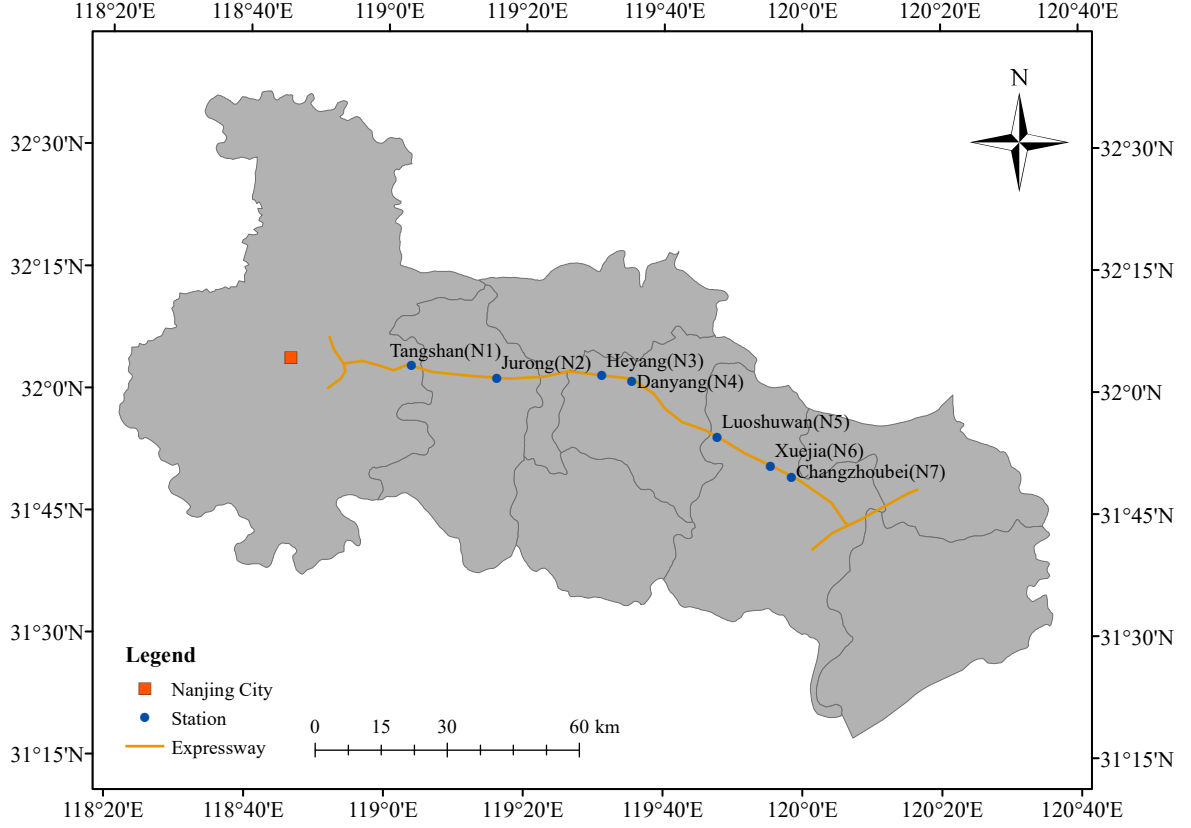 118°20'E 118°40'E 119°0'E 119°20'E 119°40'E 120°0'E 120°20'E 120°40'E
N
32°30'N 32°30'N
32°15'N 32°15'N
Tangshan(N1) Jurong(N2) Heyang(N3)
32°0'N Danyang(N4) 32°0'N
Luoshuwan(N5)
Xuejia(N6)
Changzhoubei(N7)
31°45'N 31°45'N
31°30'N 31°30'N
Legend
Nanjing City
Station
Expressway
0 15 30 60 km
31°15'N 31°15'N
118°20'E 118°40'E 119°0'E 119°20'E 119°40'E 120°0'E 120°20'E 120°40'E